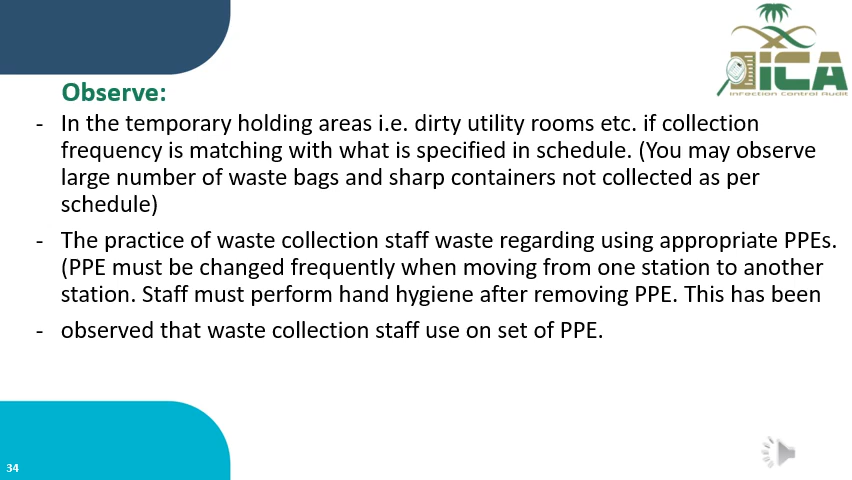 iCA
Infection Control Audit
Observe:
- In the temporary holding areas i.e. dirty utility rooms etc. if collection
frequency is matching with what is specified in schedule. (You may observe
large number of waste bags and sharp containers not collected as per
schedule)
- The practice of waste collection staff waste regarding using appropriate PPEs.
(PPE must be changed frequently when moving from one station to another
station. Staff must perform hand hygiene after removing PPE. This has been
- observed that waste collection staff use on set of PPE.
34